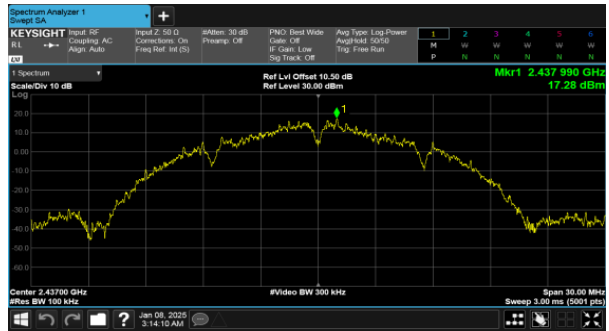 Spectrum Analyzer 1
Swept SA
+
KEYSIGHT Input: RF Input Z: 50 Ω #Atten: 30 dB PNO: Best Wide Avg Type: Log-Power 1 2 3 4 5 6
RL Coupling: AC Corrections: On Preamp: Off Gate: Off Avg|Hold: 50/50 M W W W W W
Align: Auto Freq Ref: Int (S) IF Gain: Low Trig: Free Run P N N N N N
LXI Sig Track: Off
1 Spectrum Ref Lvl Offset 10.50 dB Mkr1 2.437 990 GHz
Scale/Div 10 dB Ref Level 30.00 dBm 17.28 dBm
Log
1
20.0
10.0
0.00
-10.0
-20.0
-30.0
-40.0
-50.0
-60.0
Center 2.43700 GHz #Video BW 300 kHz Span 30.00 MHz
#Res BW 100 kHz Sweep 3.00 ms (5001 pts)
? Jan 08, 2025
3:14:10 AM